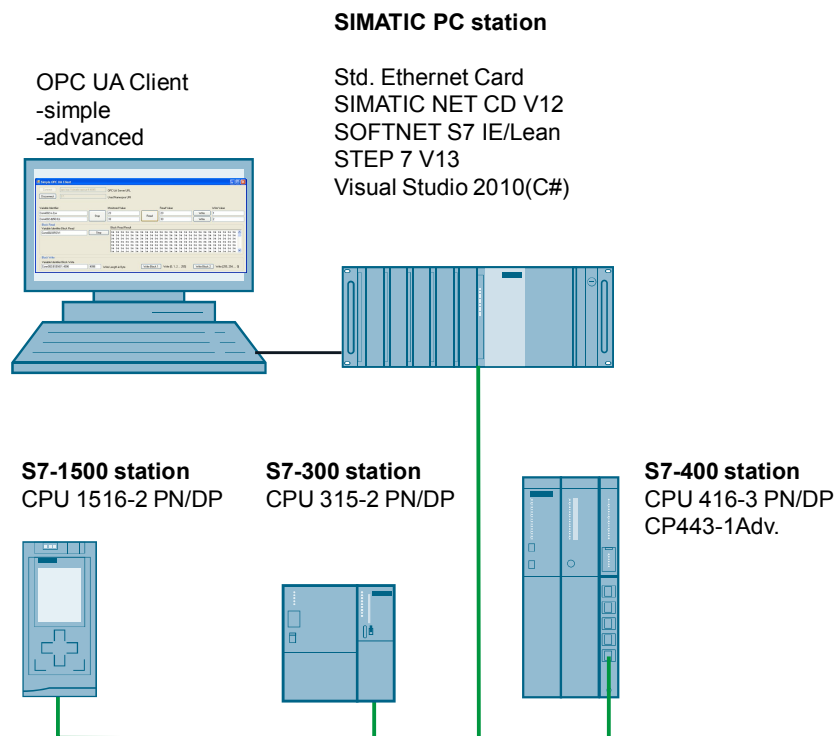 SIMATIC PC station
OPC UA Client
-simple
-advanced
Std. Ethernet Card
SIMATIC NET CD V12
SOFTNET S7 IE/Lean
STEP 7 V13
Visual Studio 2010(C#)
S7-1500 station
CPU 1516-2 PN/DP
S7-300 station
CPU 315-2 PN/DP
S7-400 station
CPU 416-3 PN/DP
CP443-1Adv.